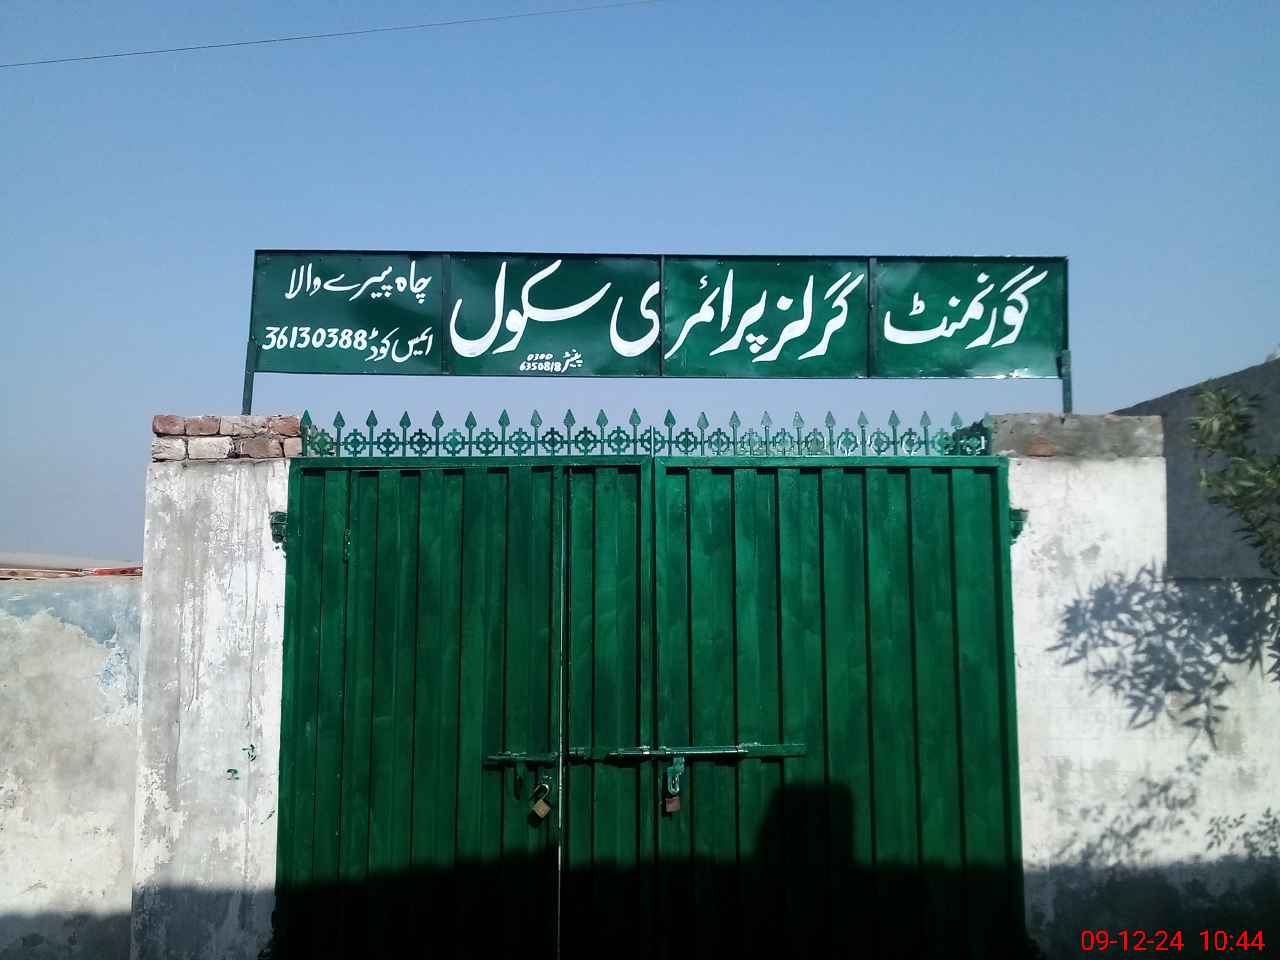 گورنمنٹ گرلز پرائمری سکول
چاہ پیرے والا
ایس کوڈ 36130388
پینٹر 0300
6350818
09-12-24 10:44